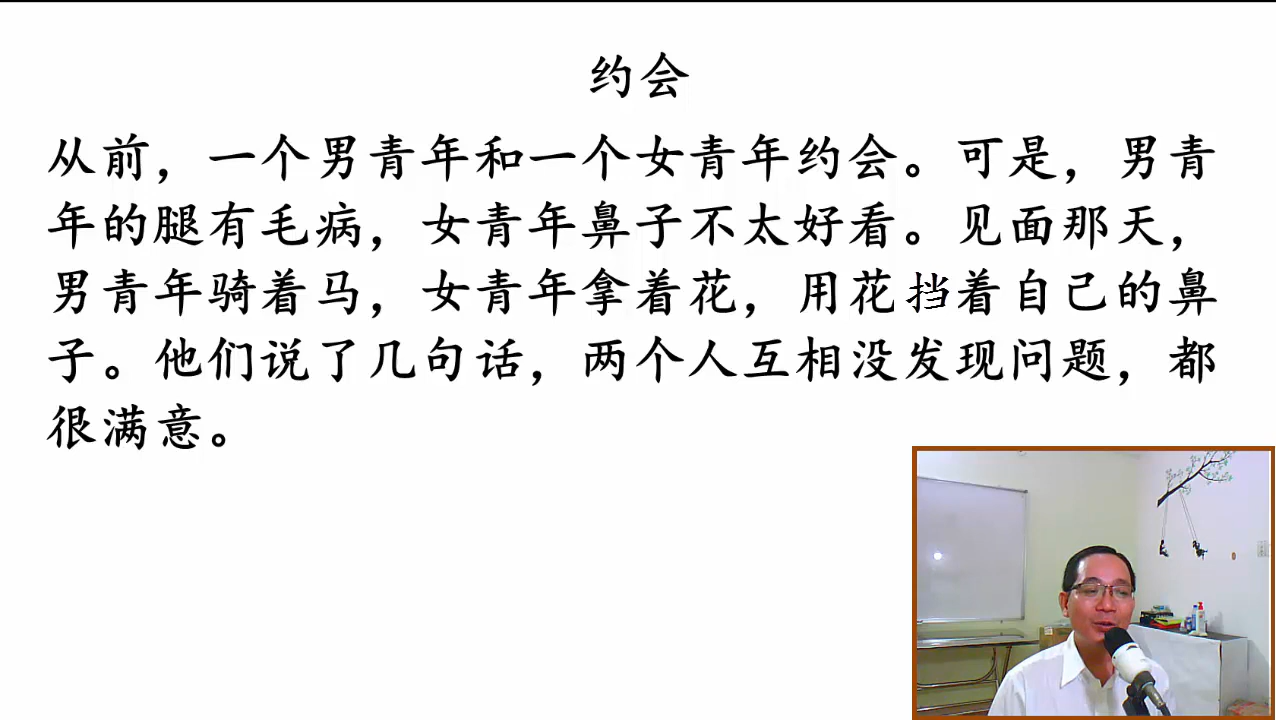 约会
从前，一个男青年和一个女青年约会。可是，男青
年的腿有毛病，女青年鼻子不太好看。见面那天，
男青年骑着马，女青年拿着花，用花挡着自己的鼻
子。他们说了几句话，两个人互相没发现问题，都
很满意。